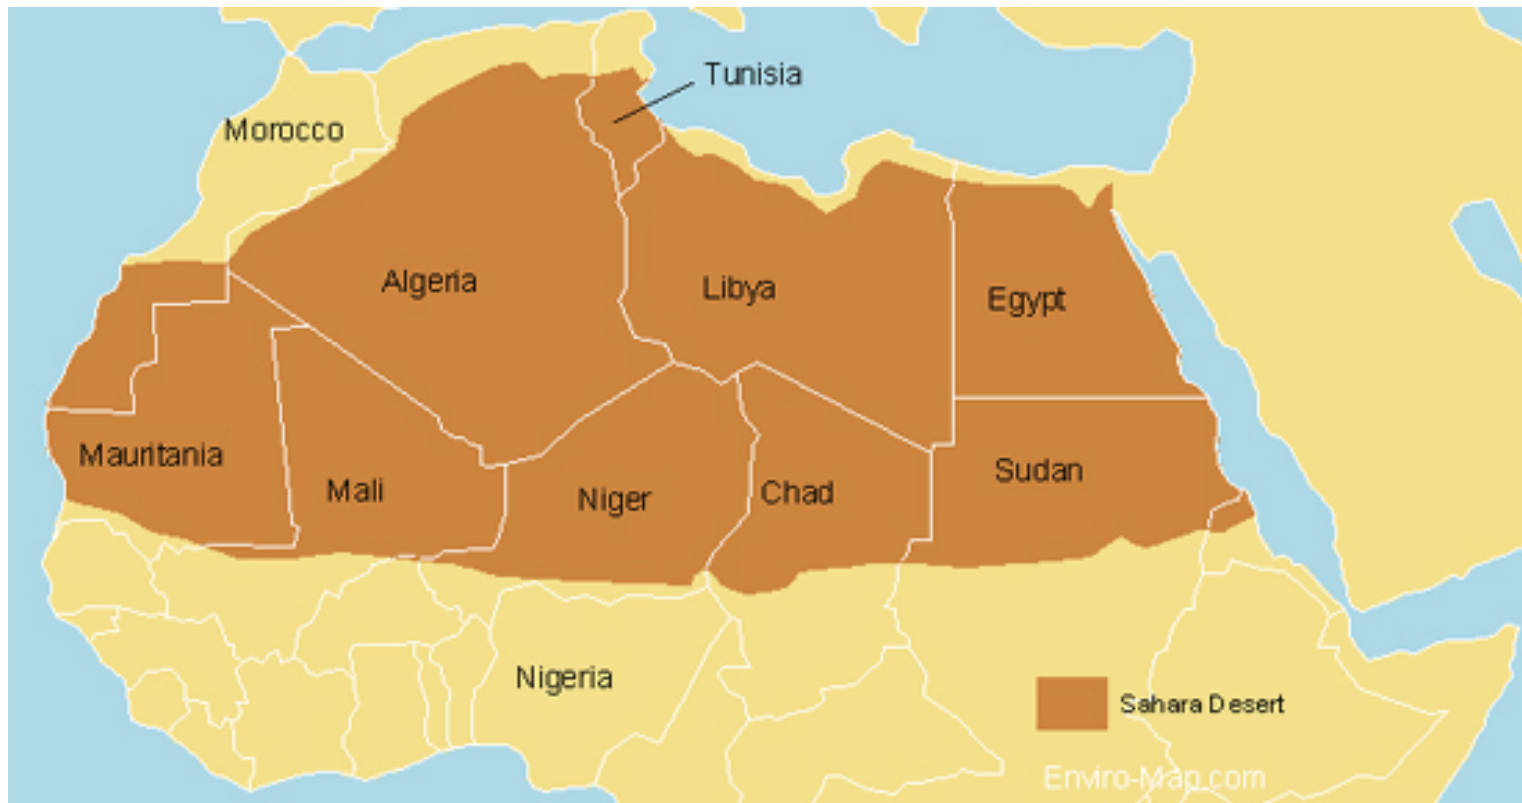 Tunisia
Morocco
Algeria
Libya
Egypt
Mauritania
Mali
Niger
Chad
Sudan
Nigeria
Sahara Desert
Enviro-Map.com